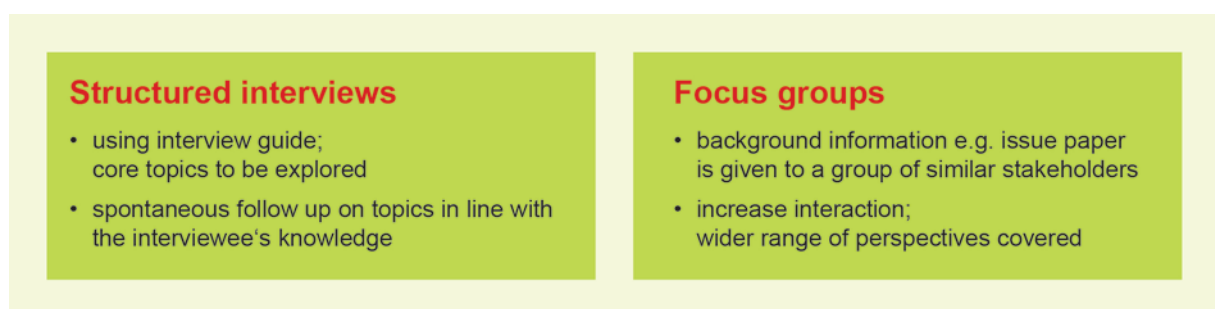 Structured interviews
• using interview guide;
core topics to be explored
• spontaneous follow up on topics in line with
the interviewee‘s knowledge
Focus groups
• background information e.g. issue paper
is given to a group of similar stakeholders
• increase interaction;
wider range of perspectives covered